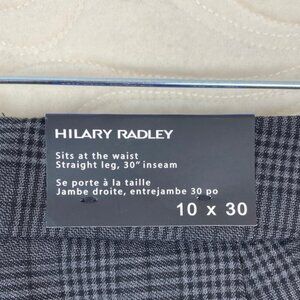 HILARY RADLEY
Sits at the waist
Straight leg, 30" inseam
Se porte à la taille
Jambe droite, entrejambe 30 po
10 x 30